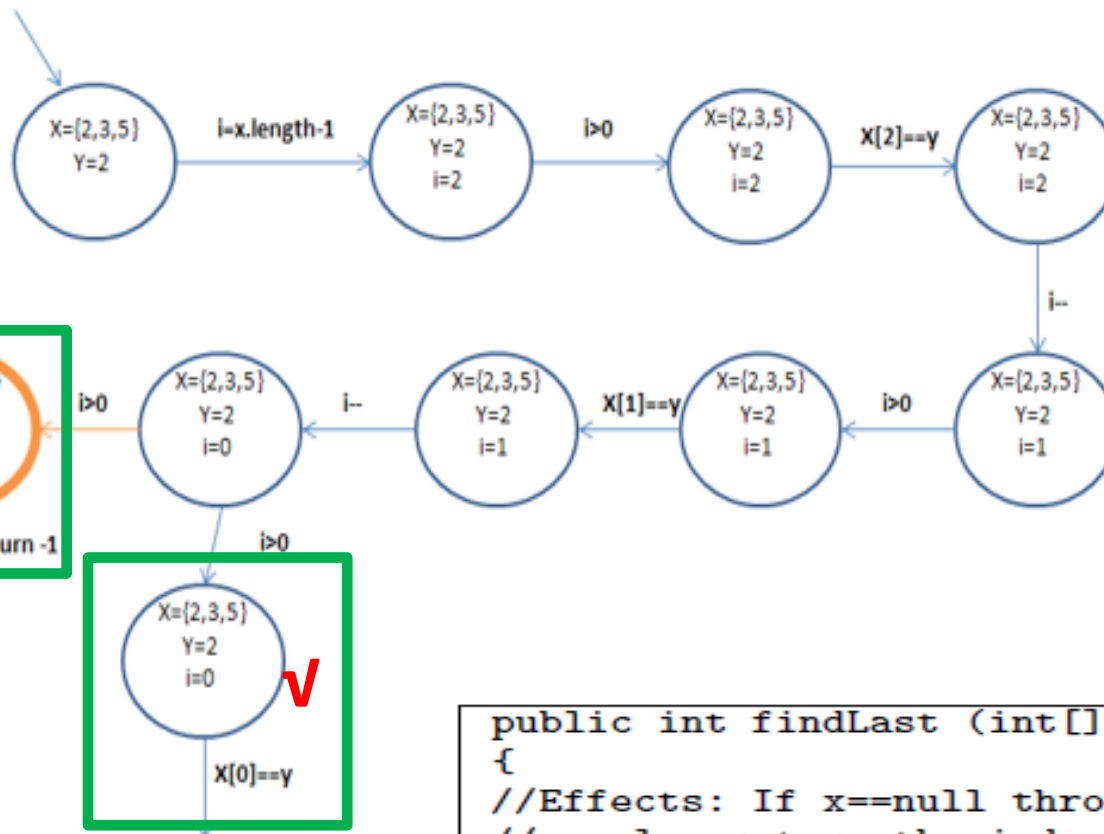 X={2,3,5}
Y=2
i=x.length-1
X={2,3,5}
Y=2
i=2
i>0
X={2,3,5}
Y=2
i=2
X[2]==y
X={2,3,5}
Y=2
i=2
i--
X={2,3,5}
Y=2
i=1
i>0
X={2,3,5}
Y=2
i=1
X[1]==y
X={2,3,5}
Y=2
i=1
i--
X={2,3,5}
Y=2
i=0
i>0
urn -1
i>0
X={2,3,5}
Y=2
i=0
√
X[0]==y
public int findLast (int[]
{
//Effects: If x==null thro